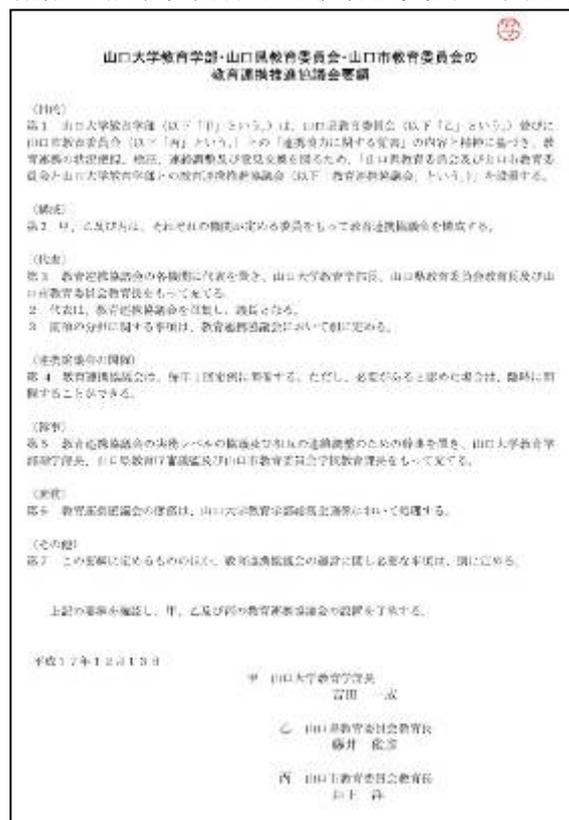 写
山口大学教育学部・山口県教育委員会・山口市教育委員会の
教育連携推進協議会要綱
（目的）
第1 山口大学教育学部（以下「甲」という。）は、山口県教育委員会（以下「乙」という。）並びに
山口市教育委員会（以下「丙」という。）との「連携協力に関する覚書」の内容と精神に基づき、教
育連携の状況把握、検証、連絡調整及び意見交換を図るため、「山口県教育委員会及び山口市教育委
員会と山口大学教育学部との教育連携推進協議会（以下「教育連携協議会」という。）」を設置する。
（構成）
第2 甲、乙及び丙は、それぞれの機関が定める委員をもって教育連携協議会を構成する。
（代表）
第3 教育連携協議会の各機関に代表を置き、山口大学教育学部長、山口県教育委員会教育長及び山
口市教育委員会教育長をもって充てる。
2 代表は、教育連携協議会を召集し、議長となる。
3 前項の分担に関する事項は、教育連携協議会において別に定める。
（連携協議会の開催）
第4 教育連携協議会は、毎年1回定例に開催する。ただし、必要があると認めた場合は、臨時に開
催することができる。
（幹事）
第5 教育連携協議会の実務レベルの協議及び相互の連絡調整のための幹事を置き、山口大学教育学
部副学部長、山口県教育庁審議監及び山口市教育委員会学校教育課長をもって充てる。
（庶務）
第6 教育連携協議会の庶務は、山口大学教育学部総務企画係において処理する。
（その他）
第7 この要綱に定めるもののほか、教育連携協議会の運営に関し必要な事項は、別に定める。
上記の要綱を確認し、甲、乙及び丙の教育連携協議会の設置を了承する。
平成17年12月13日
甲 山口大学教育学部長
吉田 一成
乙 山口県教育委員会教育長
藤井 俊彦
丙 山口市教育委員会教育長